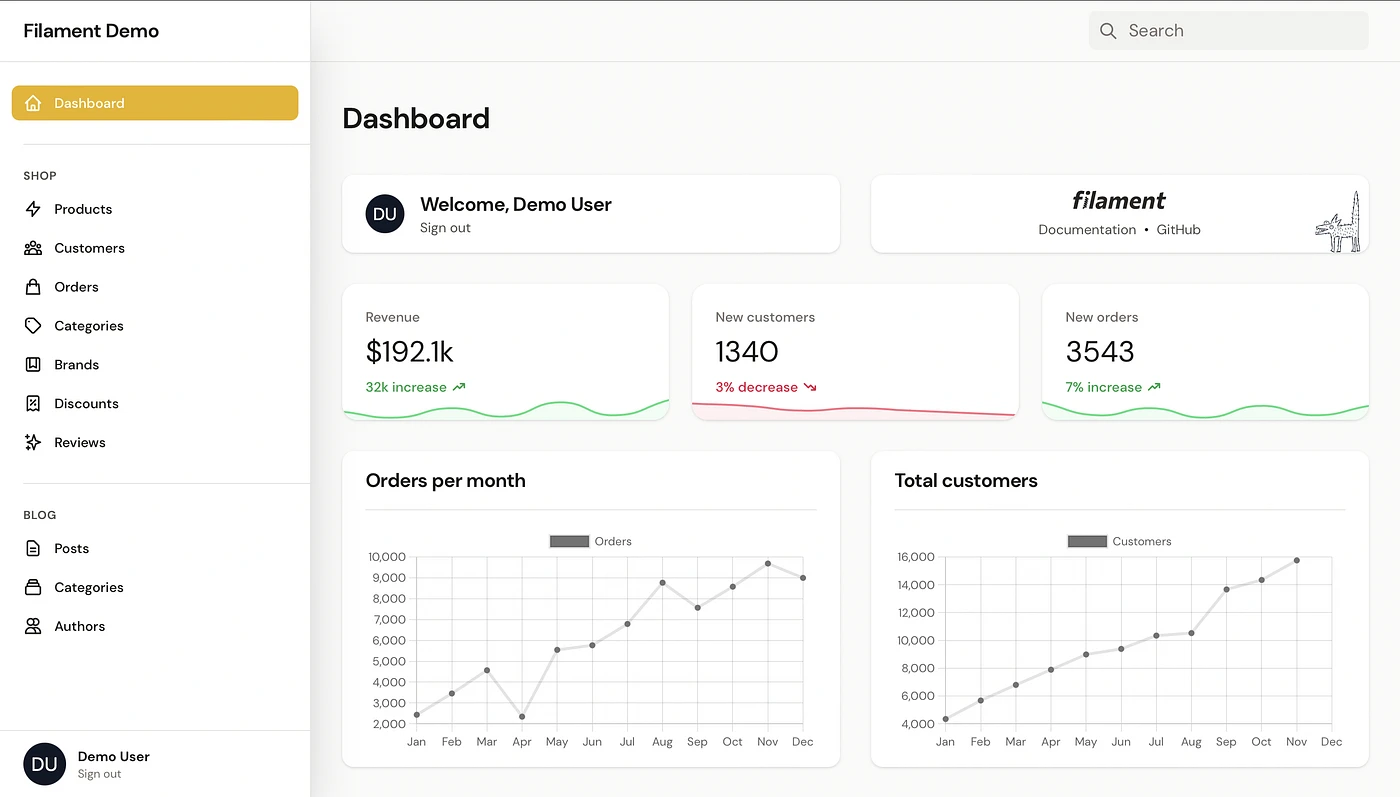 Filament Demo
Search
Dashboard
SHOP
Products
Customers
Orders
Categories
Brands
Discounts
Reviews
BLOG
Posts
Categories
Authors
DU
Demo User
Sign out
Dashboard
DU
Welcome, Demo User
Sign out
filament
Documentation • GitHub
Revenue
$192.1k
32k increase
New customers
1340
3% decrease
New orders
3543
7% increase
Orders per month
Orders
10,000
9,000
8,000
7,000
6,000
5,000
4,000
3,000
2,000
Jan Feb Mar Apr May Jun Jul Aug Sep Oct Nov Dec
Total customers
Customers
16,000
14,000
12,000
10,000
8,000
6,000
4,000
Jan Feb Mar Apr May Jun Jul Aug Sep Oct Nov Dec